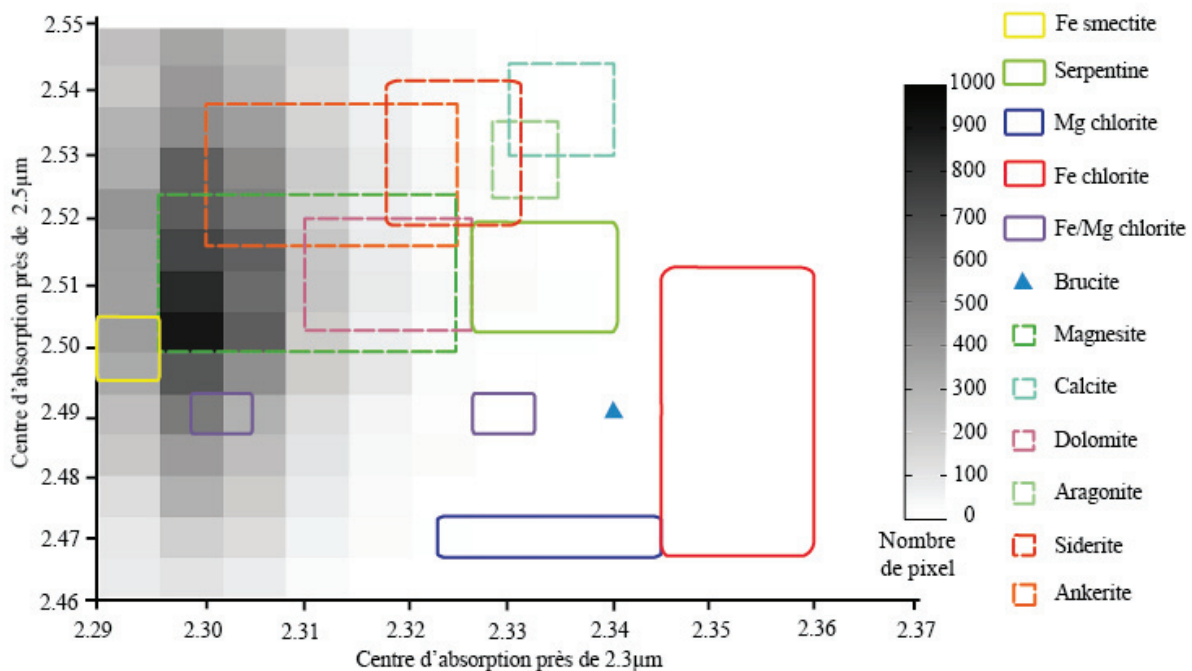 2.55
2.54
2.53
2.52
2.51
2.50
2.49
2.48
2.47
2.46
Centre d'absorption près de 2.5µm
2.29 2.30 2.31 2.32 2.33 2.34 2.35 2.36 2.37
Centre d'absorption près de 2.3µm
1000
900
800
700
600
500
400
300
200
100
0
Nombre
de pixel
Fe smectite
Serpentine
Mg chlorite
Fe chlorite
Fe/Mg chlorite
Brucite
Magnesite
Calcite
Dolomite
Aragonite
Siderite
Ankerite